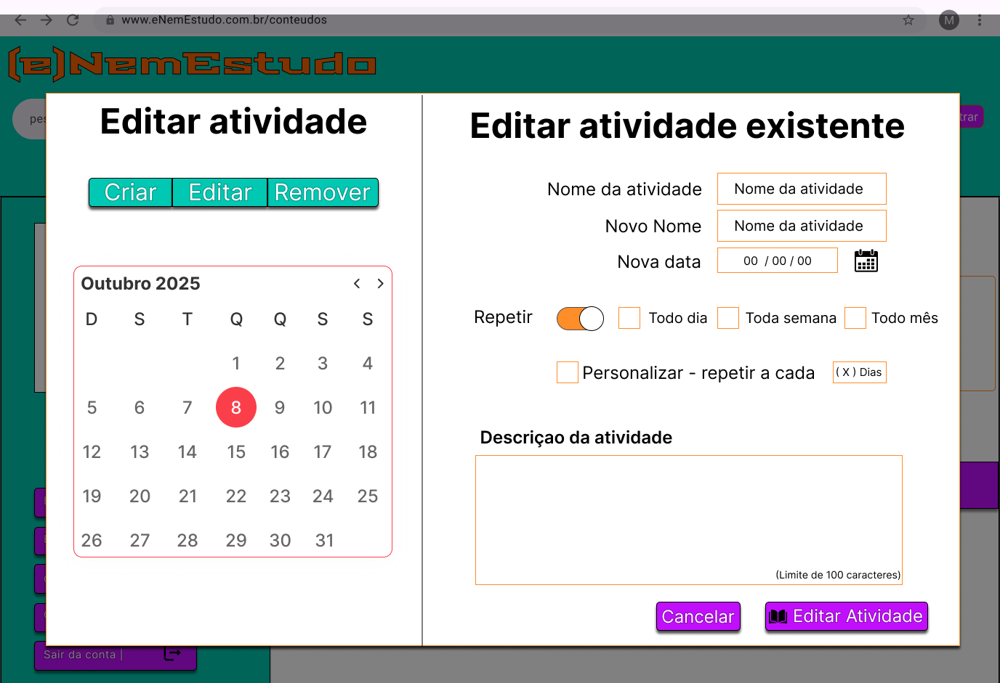 www.eNemEstudo.com.br/conteudos
M
(e)NemEstudo
Editar atividade
Criar Editar Remover
Outubro 2025
D S T Q Q S S
1 2 3 4
5 6 7 8 9 10 11
12 13 14 15 16 17 18
19 20 21 22 23 24 25
26 27 28 29 30 31
Editar atividade existente
Nome da atividade Nome da atividade
Novo Nome Nome da atividade
Nova data 00 / 00 / 00
Repetir Todo dia Toda semana Todo mês
Personalizar - repetir a cada ( X ) Dias
Descriçao da atividade
(Limite de 100 caracteres)
Cancelar Editar Atividade
Sair da conta |